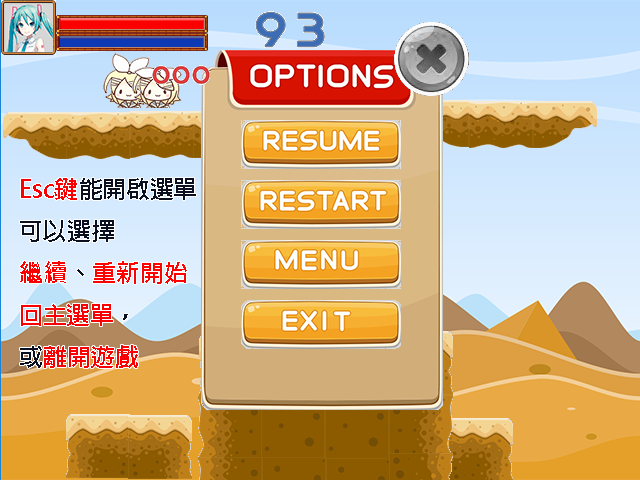 93
000
OPTIONS
RESUME
RESTART
MENU
EXIT
Esc鍵能開啟選單
可以選擇
繼續、重新開始
回主選單，
或離開遊戲